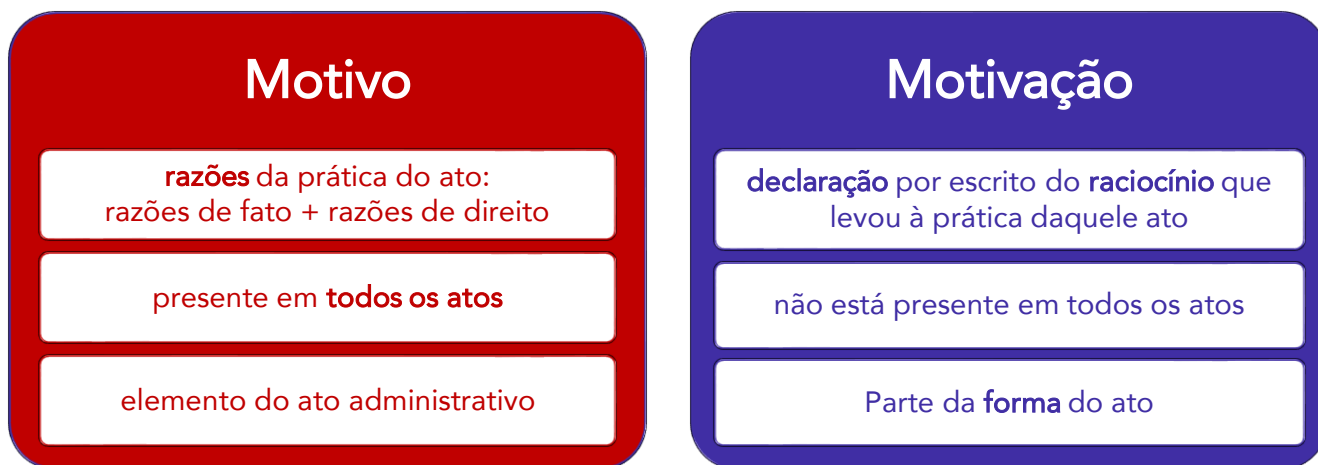 Motivo
razões da prática do ato:
razões de fato + razões de direito
presente em todos os atos
elemento do ato administrativo
Motivação
declaração por escrito do raciocínio que
levou à prática daquele ato
não está presente em todos os atos
Parte da forma do ato